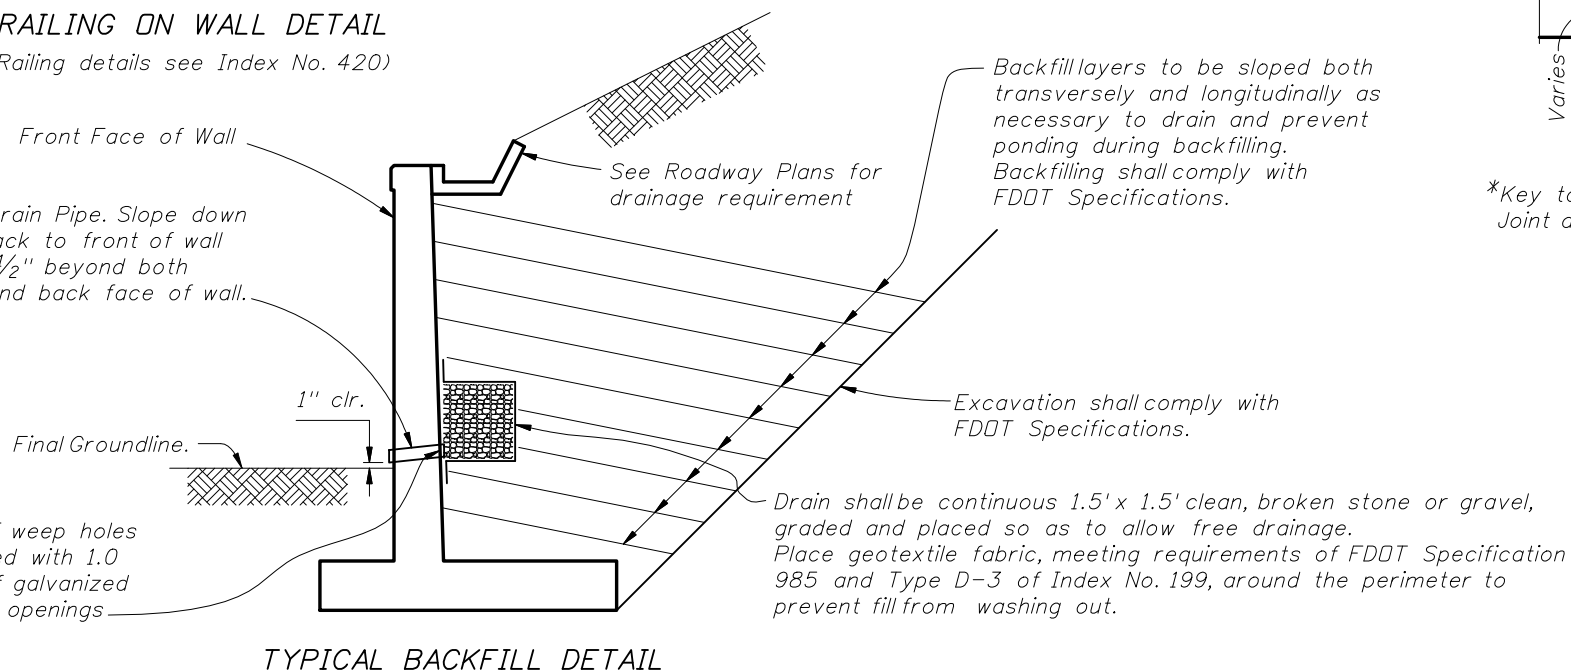 RAILING ON WALL DETAIL
Railing details see Index No. 420)
Front Face of Wall
Drain Pipe. Slope down
back to front of wall
1/2" beyond both
and back face of wall.
1" clr.
Final Groundline.
weep holes
with 1.0
galvanized
openings
See Roadway Plans for
drainage requirement
Backfill layers to be sloped both
transversely and longitudinally as
necessary to drain and prevent
ponding during backfilling.
Backfilling shall comply with
FDOT Specifications.
Excavation shall comply with
FDOT Specifications.
Drain shall be continuous 1.5' x 1.5' clean, broken stone or gravel,
graded and placed so as to allow free drainage.
Place geotextile fabric, meeting requirements of FDOT Specification
985 and Type D-3 of Index No. 199, around the perimeter to
prevent fill from washing out.
Varies
*Key
Joint
TYPICAL BACKFILL DETAIL